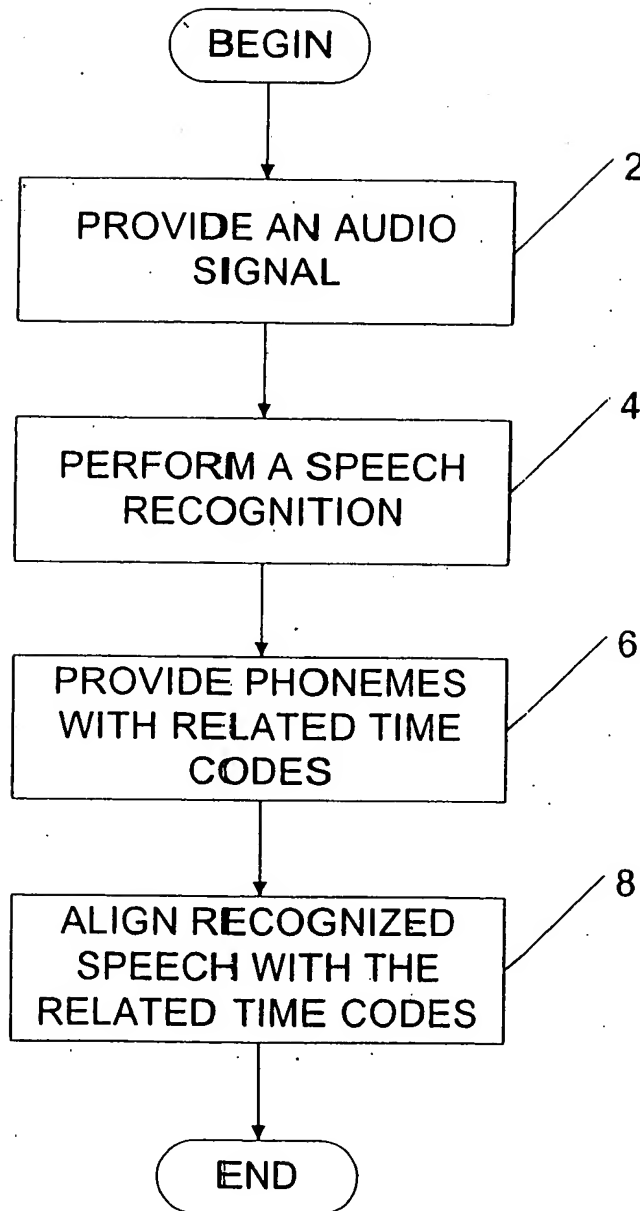 BEGIN
2
PROVIDE AN AUDIO
SIGNAL
4
PERFORM A SPEECH
RECOGNITION
6
PROVIDE PHONEMES
WITH RELATED TIME
CODES
8
ALIGN RECOGNIZED
SPEECH WITH THE
RELATED TIME CODES
END